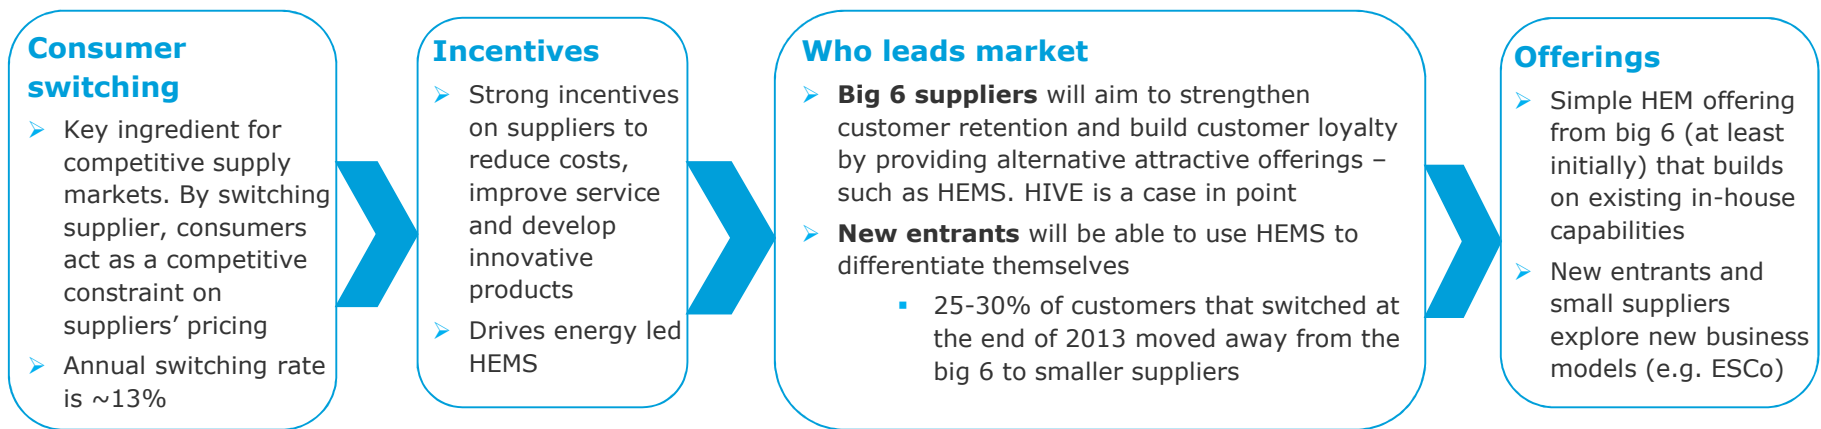 Consumer
switching
➢ Key ingredient for
competitive supply
markets. By switching
supplier, consumers
act as a competitive
constraint on
suppliers’ pricing
➢ Annual switching rate
is ~13%
Incentives
➢ Strong incentives
on suppliers to
reduce costs,
improve service
and develop
innovative
products
➢ Drives energy led
HEMS
Who leads market
➢ Big 6 suppliers will aim to strengthen
customer retention and build customer loyalty
by providing alternative attractive offerings –
such as HEMS. HIVE is a case in point
➢ New entrants will be able to use HEMS to
differentiate themselves
▪ 25-30% of customers that switched at
the end of 2013 moved away from the
big 6 to smaller suppliers
Offerings
➢ Simple HEM offering
from big 6 (at least
initially) that builds
on existing in-house
capabilities
➢ New entrants and
small suppliers
explore new business
models (e.g. ESCo)